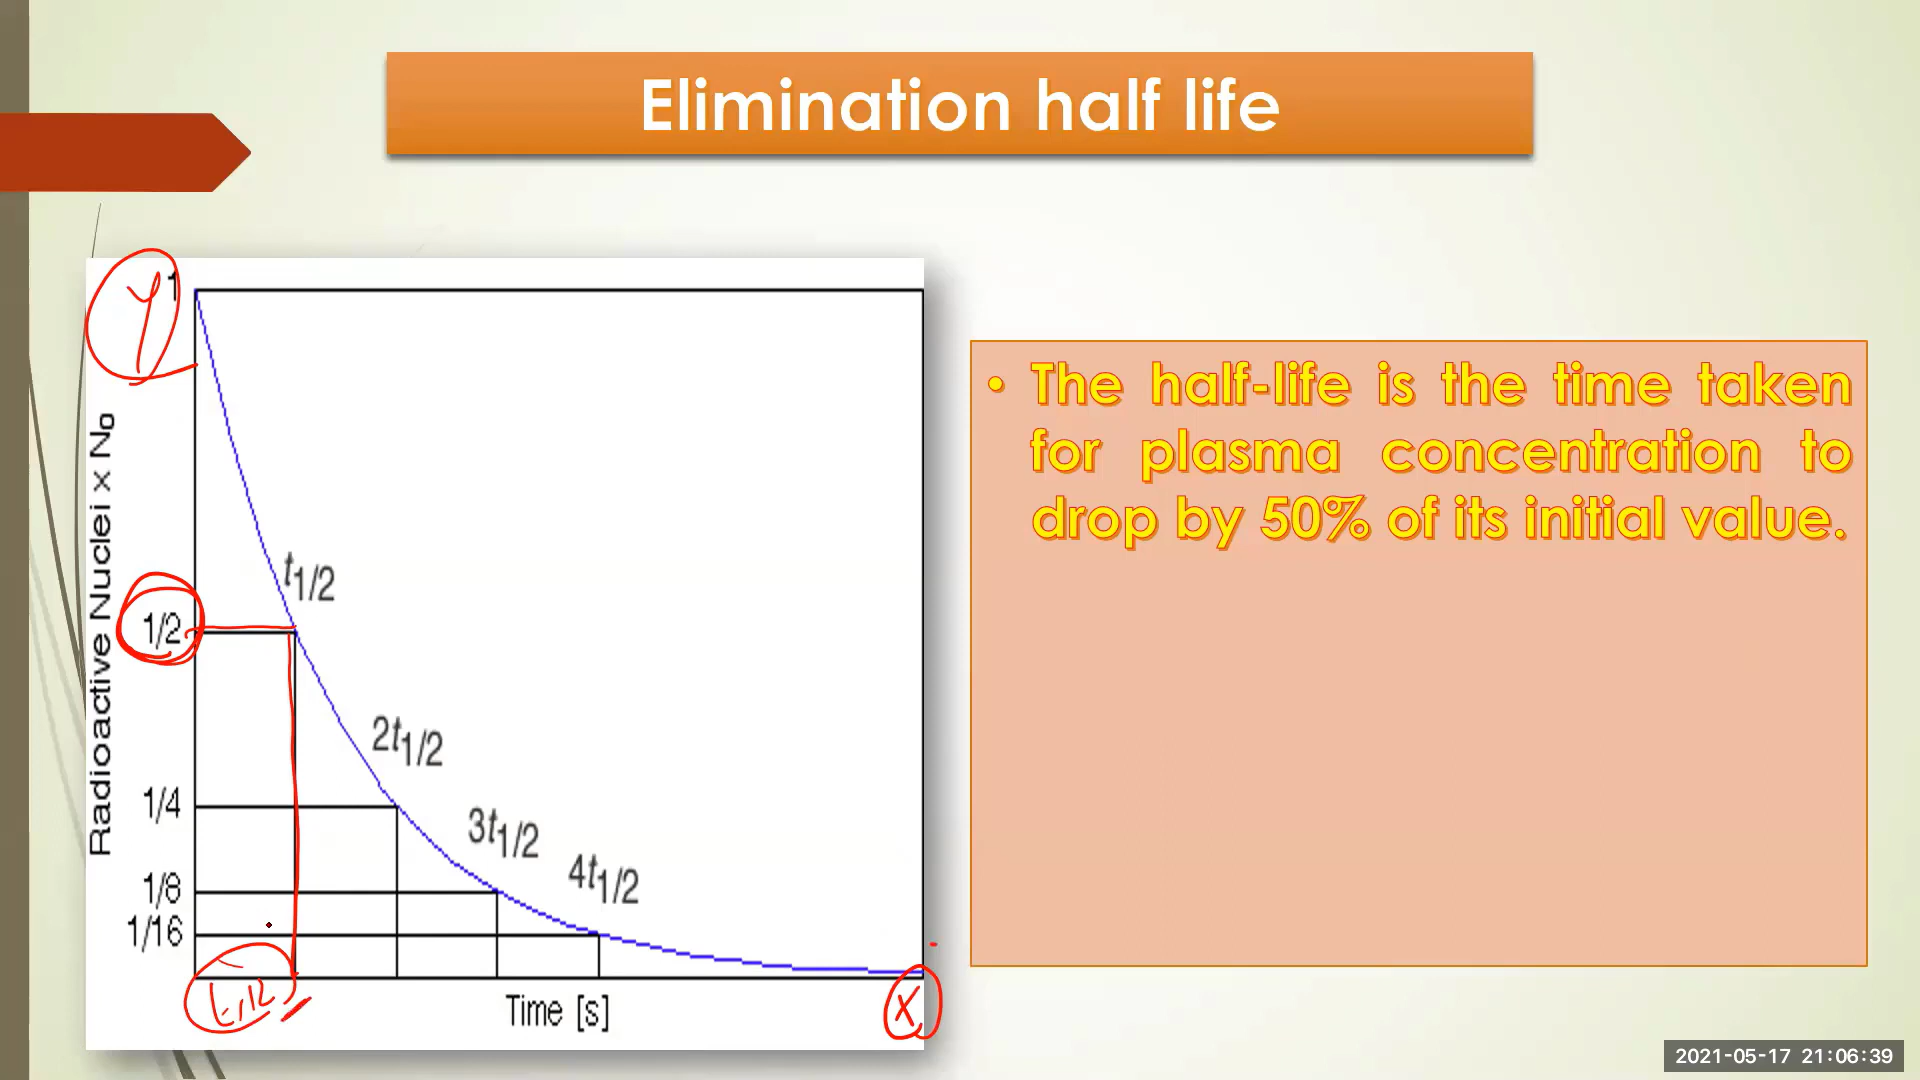 Elimination half life
Y
1
Radioactive Nuclei x N₀
t1/2
1/2
2t1/2
1/4
3t1/2
1/8
4t1/2
1/16
t1/2
Time [s]
X
• The half-life is the time taken
for plasma concentration to
drop by 50% of its initial value.
2021-05-17 21:06:39